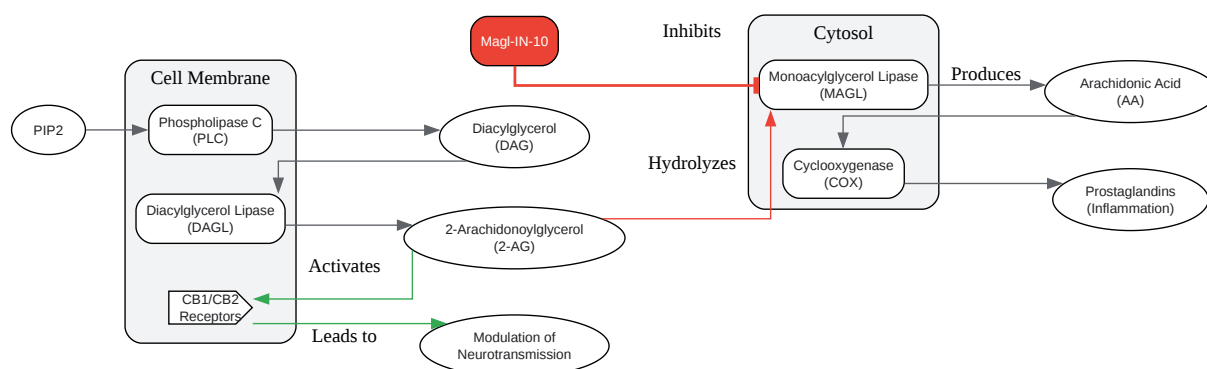 Magl-IN-10
Inhibits
Cytosol
Cell Membrane
Monoacylglycerol Lipase
(MAGL)
Produces
Arachidonic Acid
(AA)
PIP2
Phospholipase C
(PLC)
Diacylglycerol
(DAG)
Hydrolyzes
Cyclooxygenase
(COX)
Prostaglandins
(Inflammation)
Diacylglycerol Lipase
(DAGL)
2-Arachidonoylglycerol
(2-AG)
Activates
CB1/CB2
Receptors
Leads to
Modulation of
Neurotransmission